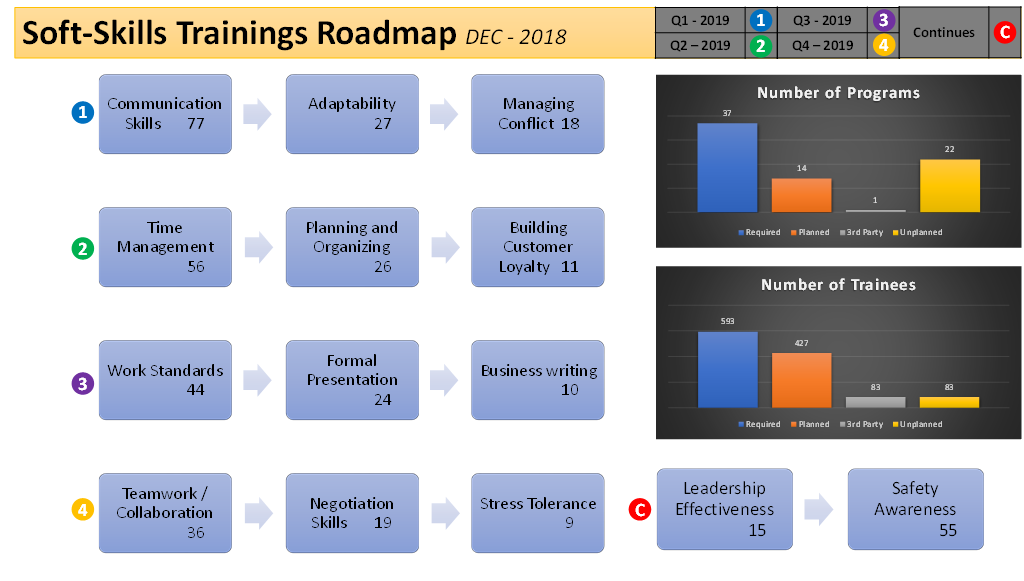 Soft-Skills Trainings Roadmap DEC - 2018
Q1 - 2019 1 Q3 - 2019 3
Q2 – 2019 2 Q4 – 2019 4
Continues C
1
Communication
Skills 77
Adaptability
27
Managing
Conflict 18
2
Time
Management
56
Planning and
Organizing
26
Building
Customer
Loyalty 11
3
Work Standards
44
Formal
Presentation
24
Business writing
10
4
Teamwork /
Collaboration
36
Negotiation
Skills 19
Stress Tolerance
9
Number of Programs
37
14
1
22
Required Planned 3rd Party Unplanned
Number of Trainees
593
427
83
83
Required Planned 3rd Party Unplanned
C
Leadership
Effectiveness
15
Safety
Awareness
55